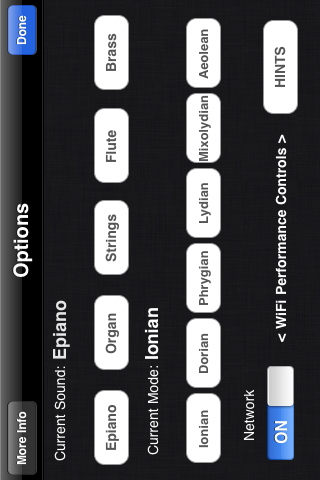 More Info Options Done
Current Sound: Epiano
Epiano Organ Strings Flute Brass
Current Mode: Ionian
Ionian Dorian Phrygian Lydian Mixolydian Aeolean
Network
ON < WiFi Performance Controls > HINTS